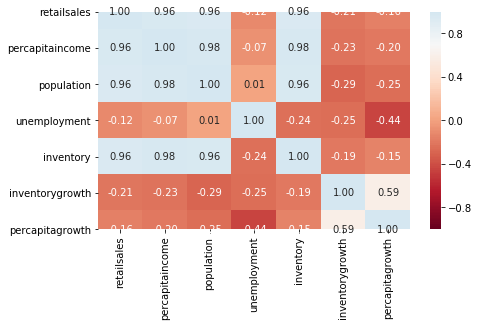 retailsales 1.00 0.96 0.96 -0.12 0.96 -0.21 -0.16
percapitaincome 0.96 1.00 0.98 -0.07 0.98 -0.23 -0.20
population 0.96 0.98 1.00 0.01 0.96 -0.29 -0.25
unemployment -0.12 -0.07 0.01 1.00 -0.24 -0.25 -0.44
inventory 0.96 0.98 0.96 -0.24 1.00 -0.19 -0.15
inventorygrowth -0.21 -0.23 -0.29 -0.25 -0.19 1.00 0.59
percapitagrowth -0.16 -0.20 -0.25 -0.44 -0.15 0.59 1.00
retailsales
percapitaincome
population
unemployment
inventory
inventorygrowth
percapitagrowth
0.8
0.4
0.0
-0.4
-0.8